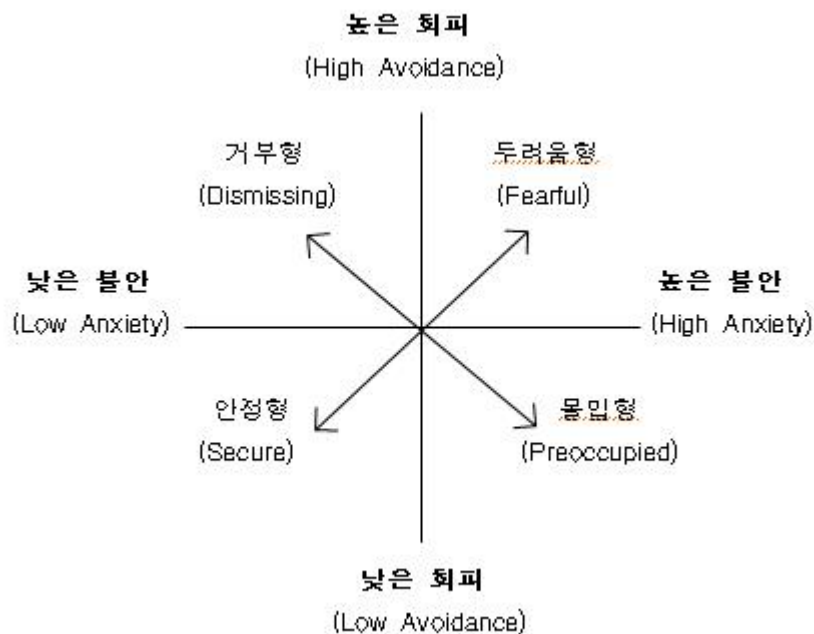 높은 회피
(High Avoidance)
거부형
(Dismissing)
두려움형
(Fearful)
낮은 불안
(Low Anxiety)
높은 불안
(High Anxiety)
안정형
(Secure)
몰입형
(Preoccupied)
낮은 회피
(Low Avoidance)